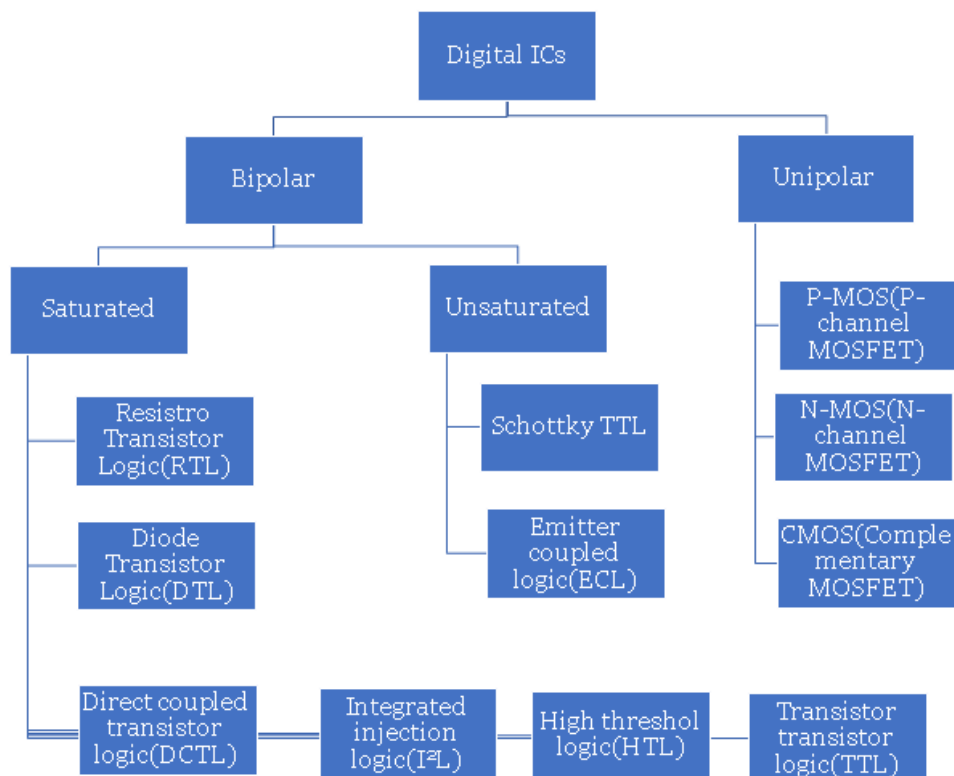 Digital ICs
Bipolar
Unipolar
Saturated
Unsaturated
P-MOS(P-
channel
MOSFET)
Resistro
Transistor
Logic(RTL)
Schottky TTL
N-MOS(N-
channel
MOSFET)
Diode
Transistor
Logic(DTL)
Emitter
coupled
logic(ECL)
CMOS(Comple
mentary
MOSFET)
Direct coupled
transistor
logic(DCTL)
Integrated
injection
logic(I²L)
High threshol
logic(HTL)
Transistor
transistor
logic(TTL)